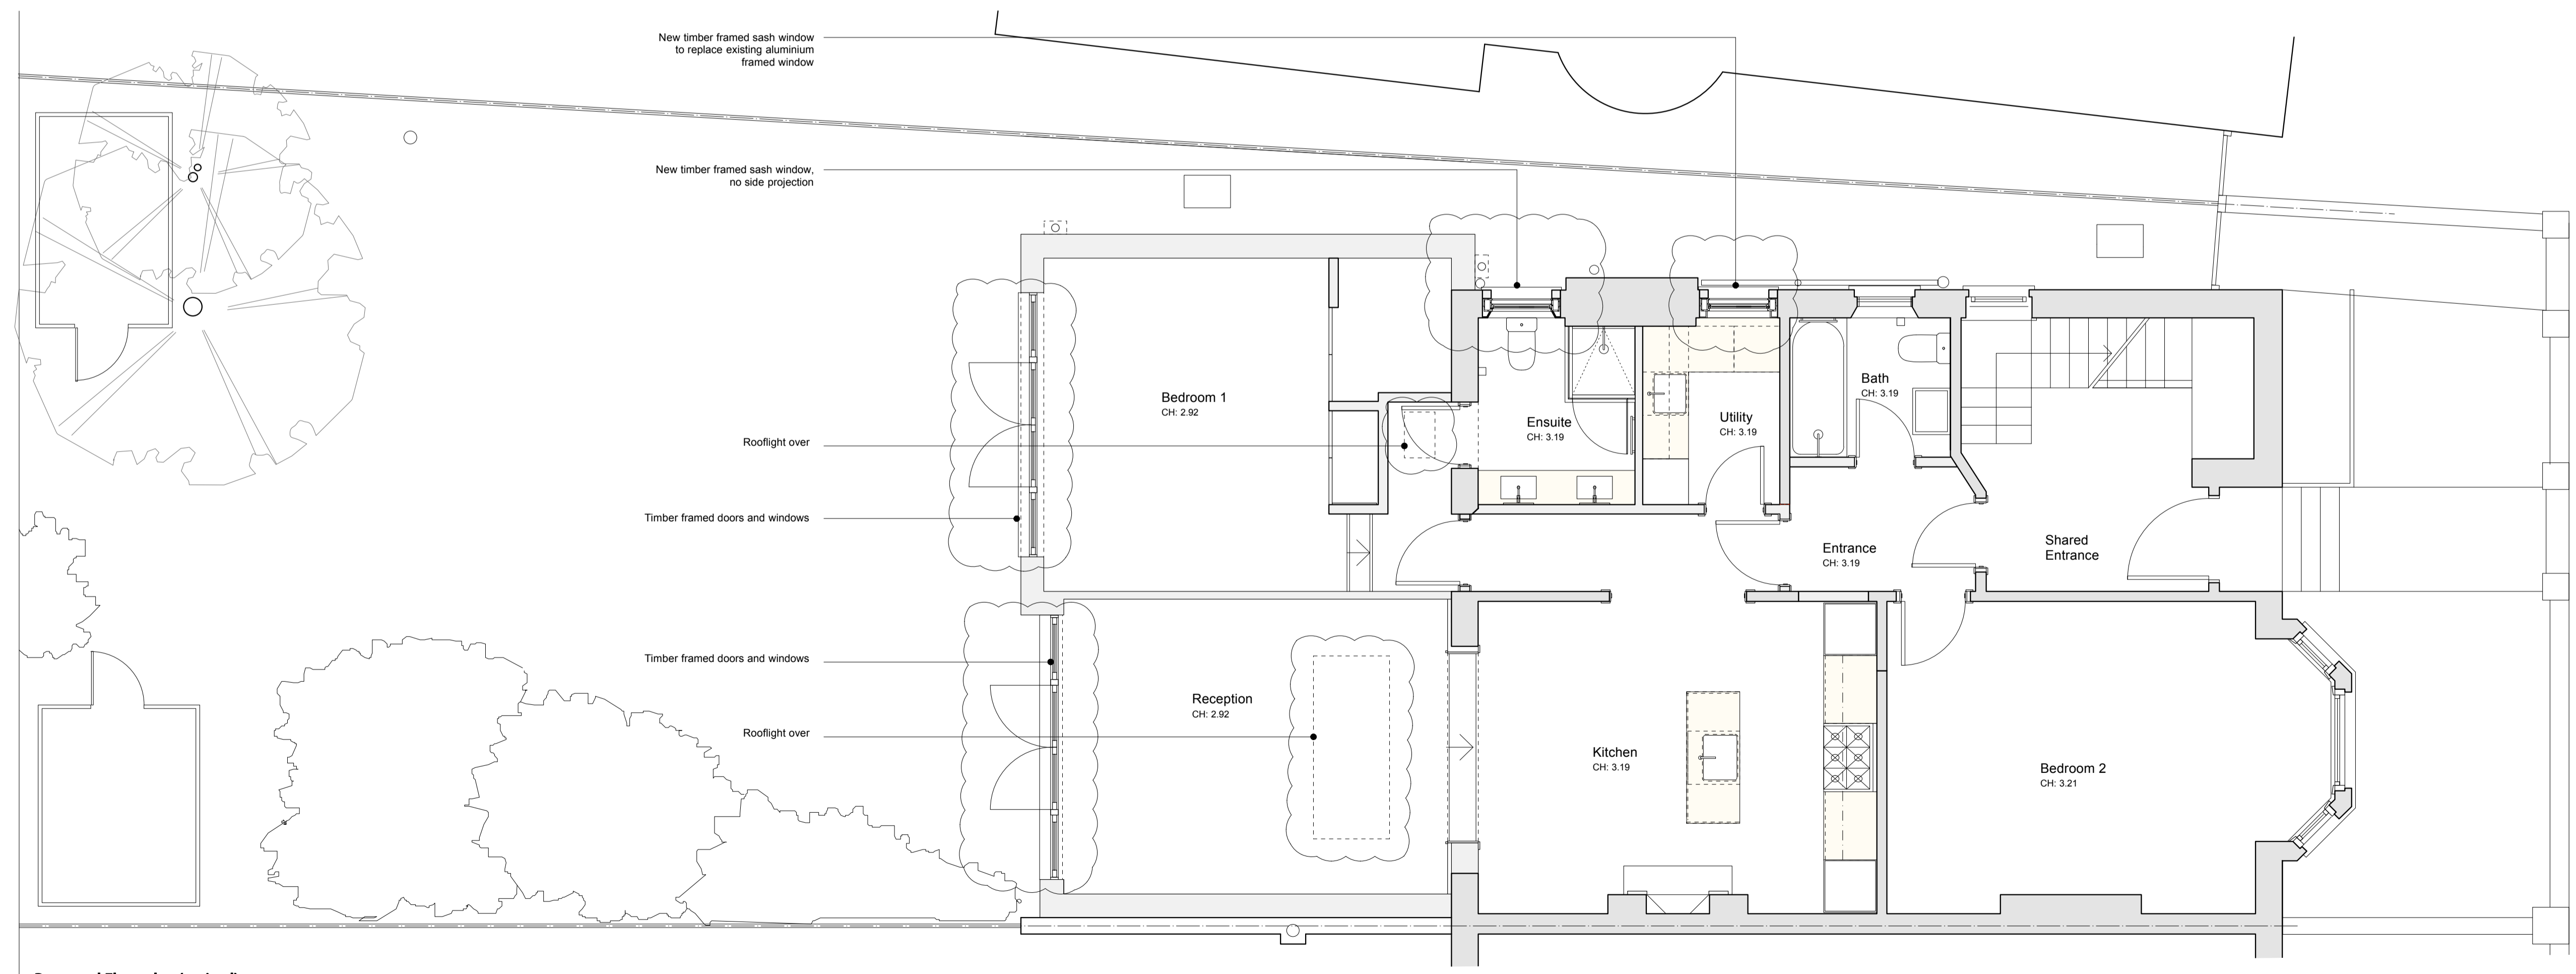 New timber framed sash window
to replace existing aluminium
framed window
New timber framed sash window,
no side projection
Rooflight over
Timber framed doors and windows
Timber framed doors and windows
Rooflight over
Bedroom 1
CH: 2.92
Ensuite
CH: 3.19
Utility
CH: 3.19
Bath
CH: 3.19
Entrance
CH: 3.19
Shared
Entrance
Reception
CH: 2.92
Kitchen
CH: 3.19
Bedroom 2
CH: 3.21